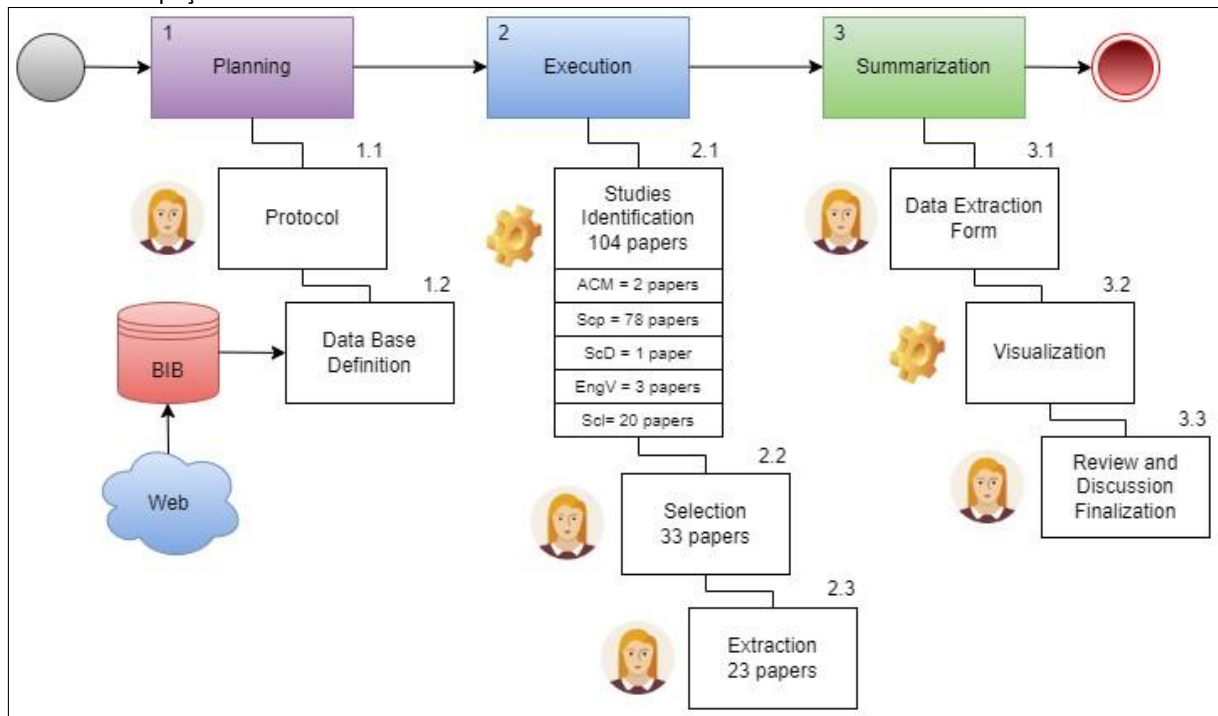 1
Planning
2
Execution
3
Summarization
1.1
Protocol
1.2
Data Base
Definition
BIB
Web
2.1
Studies
Identification
104 papers
ACM = 2 papers
Scp = 78 papers
ScD = 1 paper
EngV = 3 papers
ScI= 20 papers
2.2
Selection
33 papers
2.3
Extraction
23 papers
3.1
Data Extraction
Form
3.2
Visualization
3.3
Review and
Discussion
Finalization